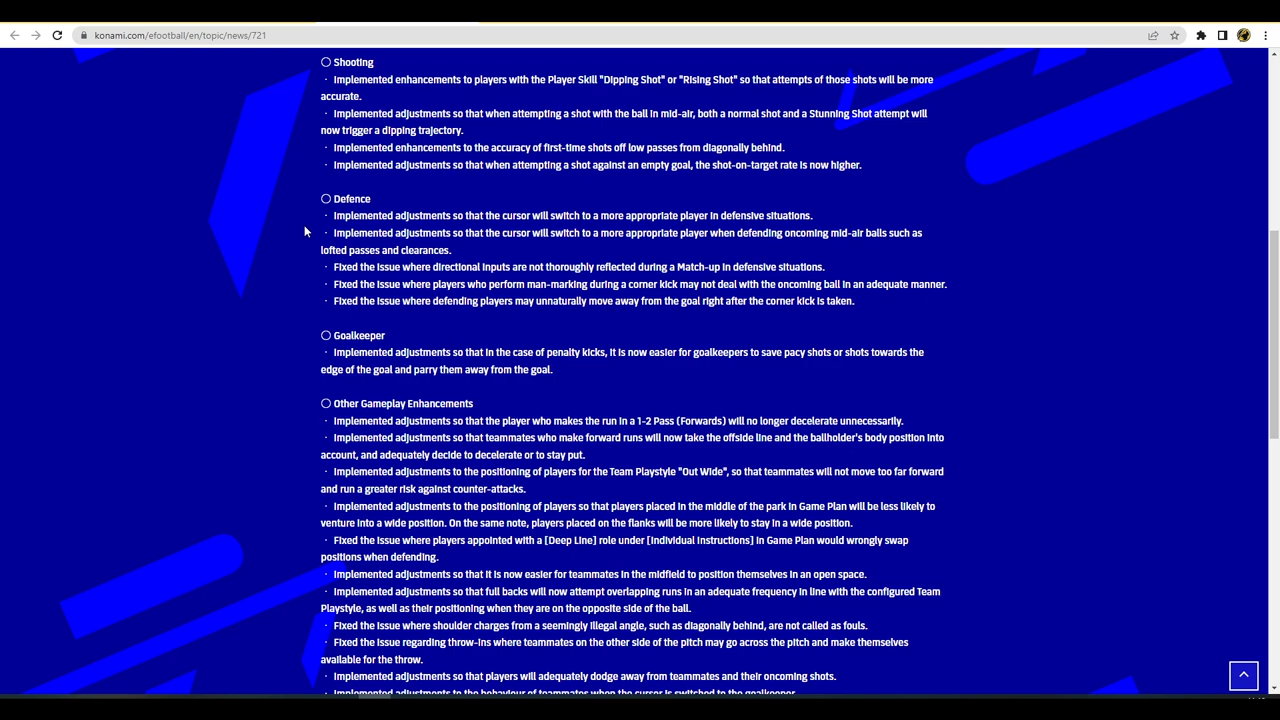 konami.com/efootball/en/topic/news/721
○ Shooting
・ Implemented enhancements to players with the Player Skill "Dipping Shot" or "Rising Shot" so that attempts of those shots will be more
accurate.
・ Implemented adjustments so that when attempting a shot with the ball in mid-air, both a normal shot and a Stunning Shot attempt will
now trigger a dipping trajectory.
・ Implemented enhancements to the accuracy of first-time shots off low passes from diagonally behind.
・ Implemented adjustments so that when attempting a shot against an empty goal, the shot-on-target rate is now higher.
○ Defence
・ Implemented adjustments so that the cursor will switch to a more appropriate player in defensive situations.
・ Implemented adjustments so that the cursor will switch to a more appropriate player when defending oncoming mid-air balls such as
lofted passes and clearances.
・ Fixed the issue where directional inputs are not thoroughly reflected during a Match-up in defensive situations.
・ Fixed the issue where players who perform man-marking during a corner kick may not deal with the oncoming ball in an adequate manner.
・ Fixed the issue where defending players may unnaturally move away from the goal right after the corner kick is taken.
○ Goalkeeper
・ Implemented adjustments so that in the case of penalty kicks, it is now easier for goalkeepers to save pacy shots or shots towards the
edge of the goal and parry them away from the goal.
○ Other Gameplay Enhancements
・ Implemented adjustments so that the player who makes the run in a 1-2 Pass (Forwards) will no longer decelerate unnecessarily.
・ Implemented adjustments so that teammates who make forward runs will now take the offside line and the ballholder's body position into
account, and adequately decide to decelerate or to stay put.
・ Implemented adjustments to the positioning of players for the Team Playstyle "Out Wide", so that teammates will not move too far forward
and run a greater risk against counter-attacks.
・ Implemented adjustments to the positioning of players so that players placed in the middle of the park in Game Plan will be less likely to
venture into a wide position. On the same note, players placed on the flanks will be more likely to stay in a wide position.
・ Fixed the issue where players appointed with a [Deep Line] role under [Individual Instructions] in Game Plan would wrongly swap
positions when defending.
・ Implemented adjustments so that it is now easier for teammates in the midfield to position themselves in an open space.
・ Implemented adjustments so that full backs will now attempt overlapping runs in an adequate frequency in line with the configured Team
Playstyle, as well as their positioning when they are on the opposite side of the ball.
・ Fixed the issue where shoulder charges from a seemingly illegal angle, such as diagonally behind, are not called as fouls.
・ Fixed the issue regarding throw-ins where teammates on the other side of the pitch may go across the pitch and make themselves
available for the throw.
・ Implemented adjustments so that players will adequately dodge away from teammates and their oncoming shots.
・ Implemented adjustments to the behaviour of teammates when the cursor is switched to the goalkeeper.